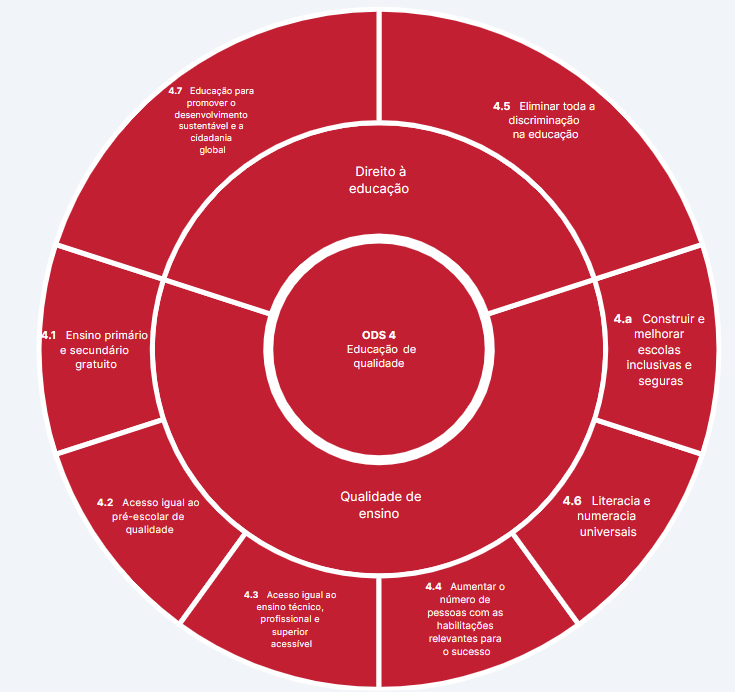 4.7 Educação para
promover o
desenvolvimento
sustentável e a
cidadania
global
4.5 Eliminar toda a
discriminação
na educação
Direito à
educação
4.1 Ensino primário
e secundário
gratuito
ODS 4
Educação de
qualidade
4.a Construir e
melhorar
escolas
inclusivas e
seguras
4.2 Acesso igual ao
pré-escolar de
qualidade
Qualidade de
ensino
4.6 Literacia e
numeracia
universais
4.3 Acesso igual ao
ensino técnico,
profissional e
superior
acessível
4.4 Aumentar o
número de
pessoas com as
habilitações
relevantes para
o sucesso